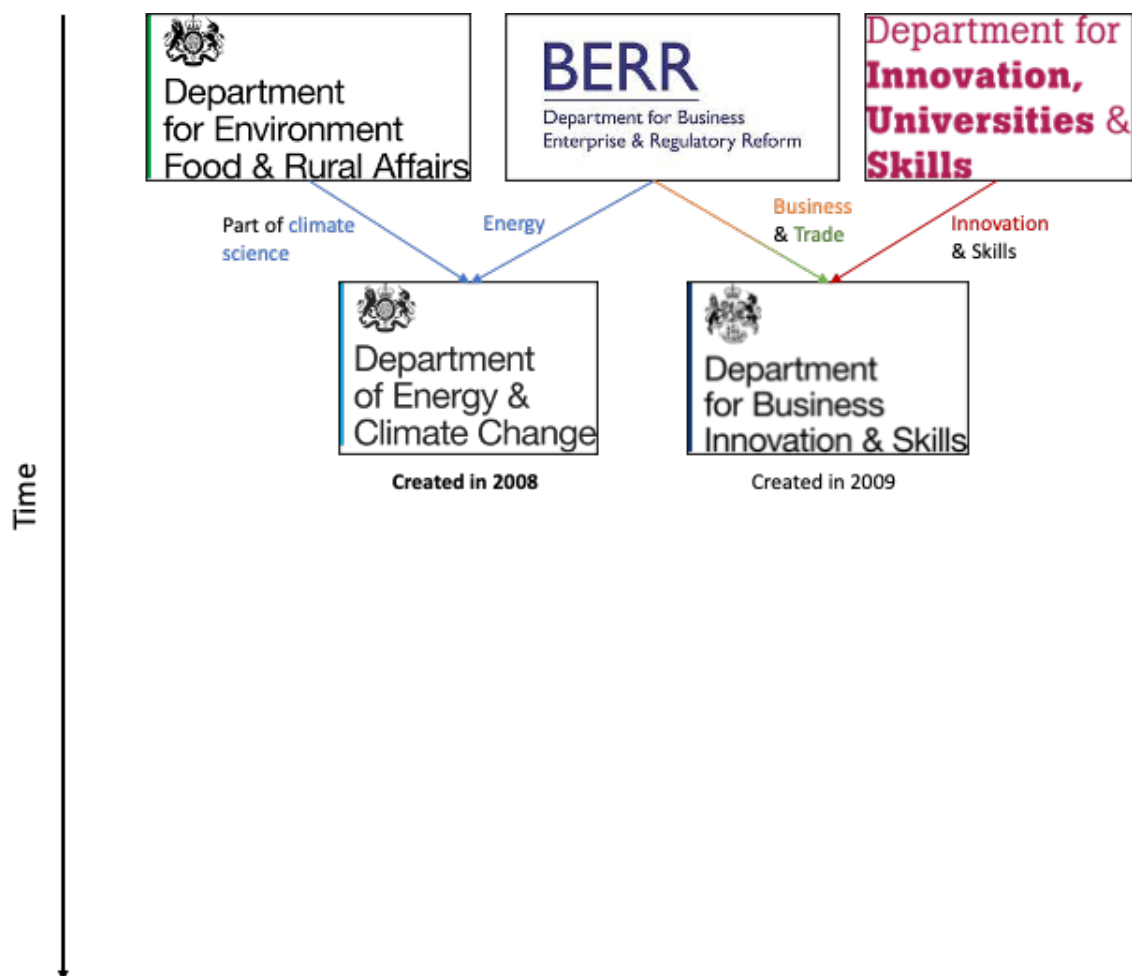 Department
for Environment
Food & Rural Affairs
BERR
Department for Business
Enterprise & Regulatory Reform
Department for
Innovation,
Universities &
Skills
Part of climate
science
Energy
Business
& Trade
Innovation
& Skills
Department
of Energy &
Climate Change
Department
for Business
Innovation & Skills
Created in 2008
Created in 2009
Time